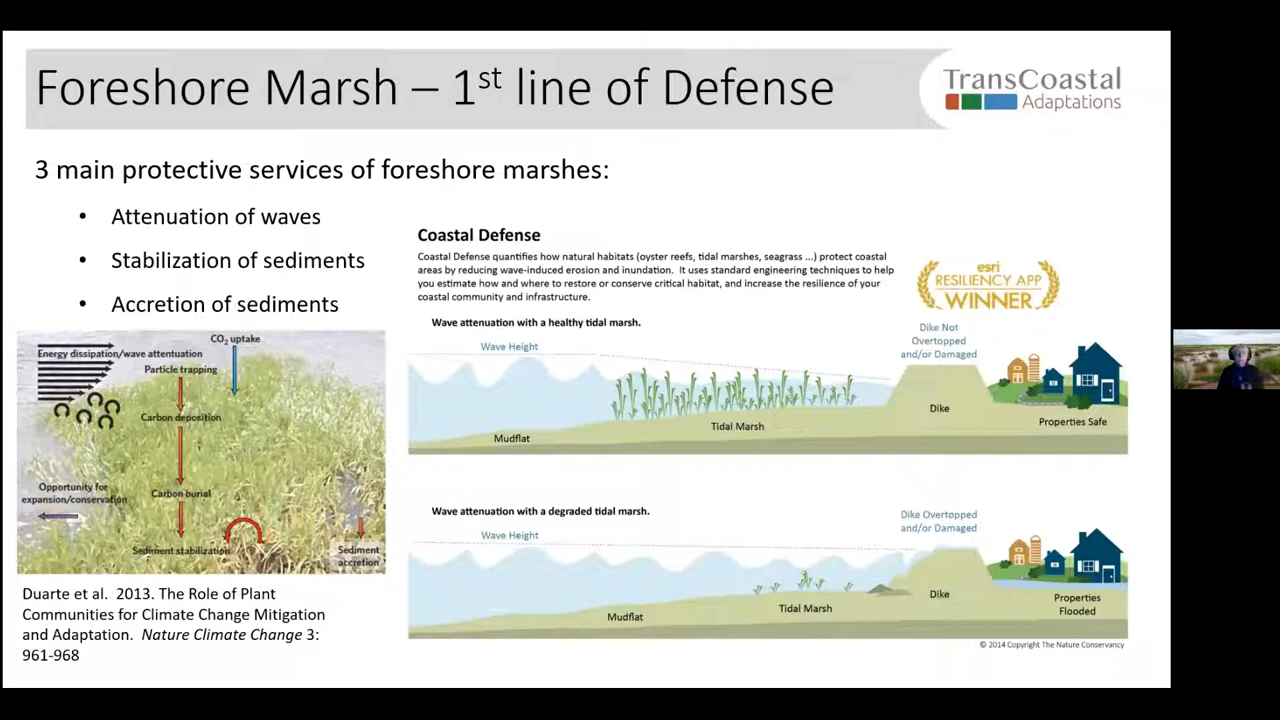 Foreshore Marsh – 1st line of Defense
TransCoastal
Adaptations
3 main protective services of foreshore marshes:
• Attenuation of waves
• Stabilization of sediments
• Accretion of sediments
Coastal Defense
Coastal Defense quantifies how natural habitats (oyster reefs, tidal marshes, seagrass ...) protect coastal
areas by reducing wave-induced erosion and inundation. It uses standard engineering techniques to help
you estimate how and where to restore or conserve critical habitat, and increase the resilience of your
coastal community and infrastructure.
esri
RESILIENCY APP
WINNER
Wave attenuation with a healthy tidal marsh.
Wave Height
Dike Not
Overtopped
and/or Damaged
Mudflat
Tidal Marsh
Dike
Properties Safe
Wave attenuation with a degraded tidal marsh.
Wave Height
Dike Overtopped
and/or Damaged
Mudflat
Tidal Marsh
Dike
Properties
Flooded
© 2014 Copyright The Nature Conservancy
CO2 uptake
Energy dissipation/wave attenuation
Particle trapping
Carbon deposition
Opportunity for
expansion/conservation
Carbon burial
Sediment stabilization
Sediment
accretion
Duarte et al. 2013. The Role of Plant
Communities for Climate Change Mitigation
and Adaptation. Nature Climate Change 3:
961-968